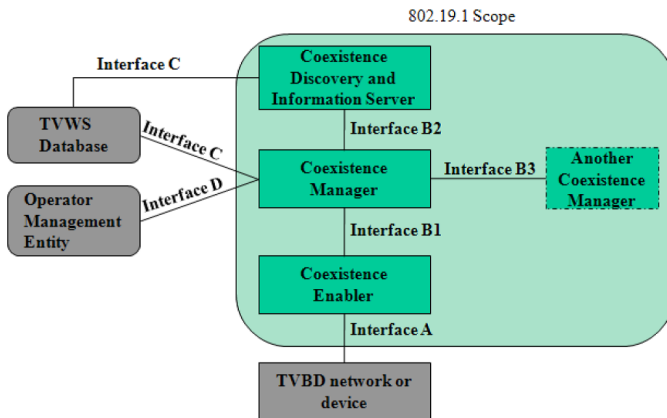 802.19.1 Scope
Interface C
Coexistence
Discovery and
Information Server
TVWS
Database
Interface C
Interface B2
Operator
Management
Entity
Interface D
Coexistence
Manager
Interface B3
Another
Coexistence
Manager
Interface B1
Coexistence
Enabler
Interface A
TVBD network or
device